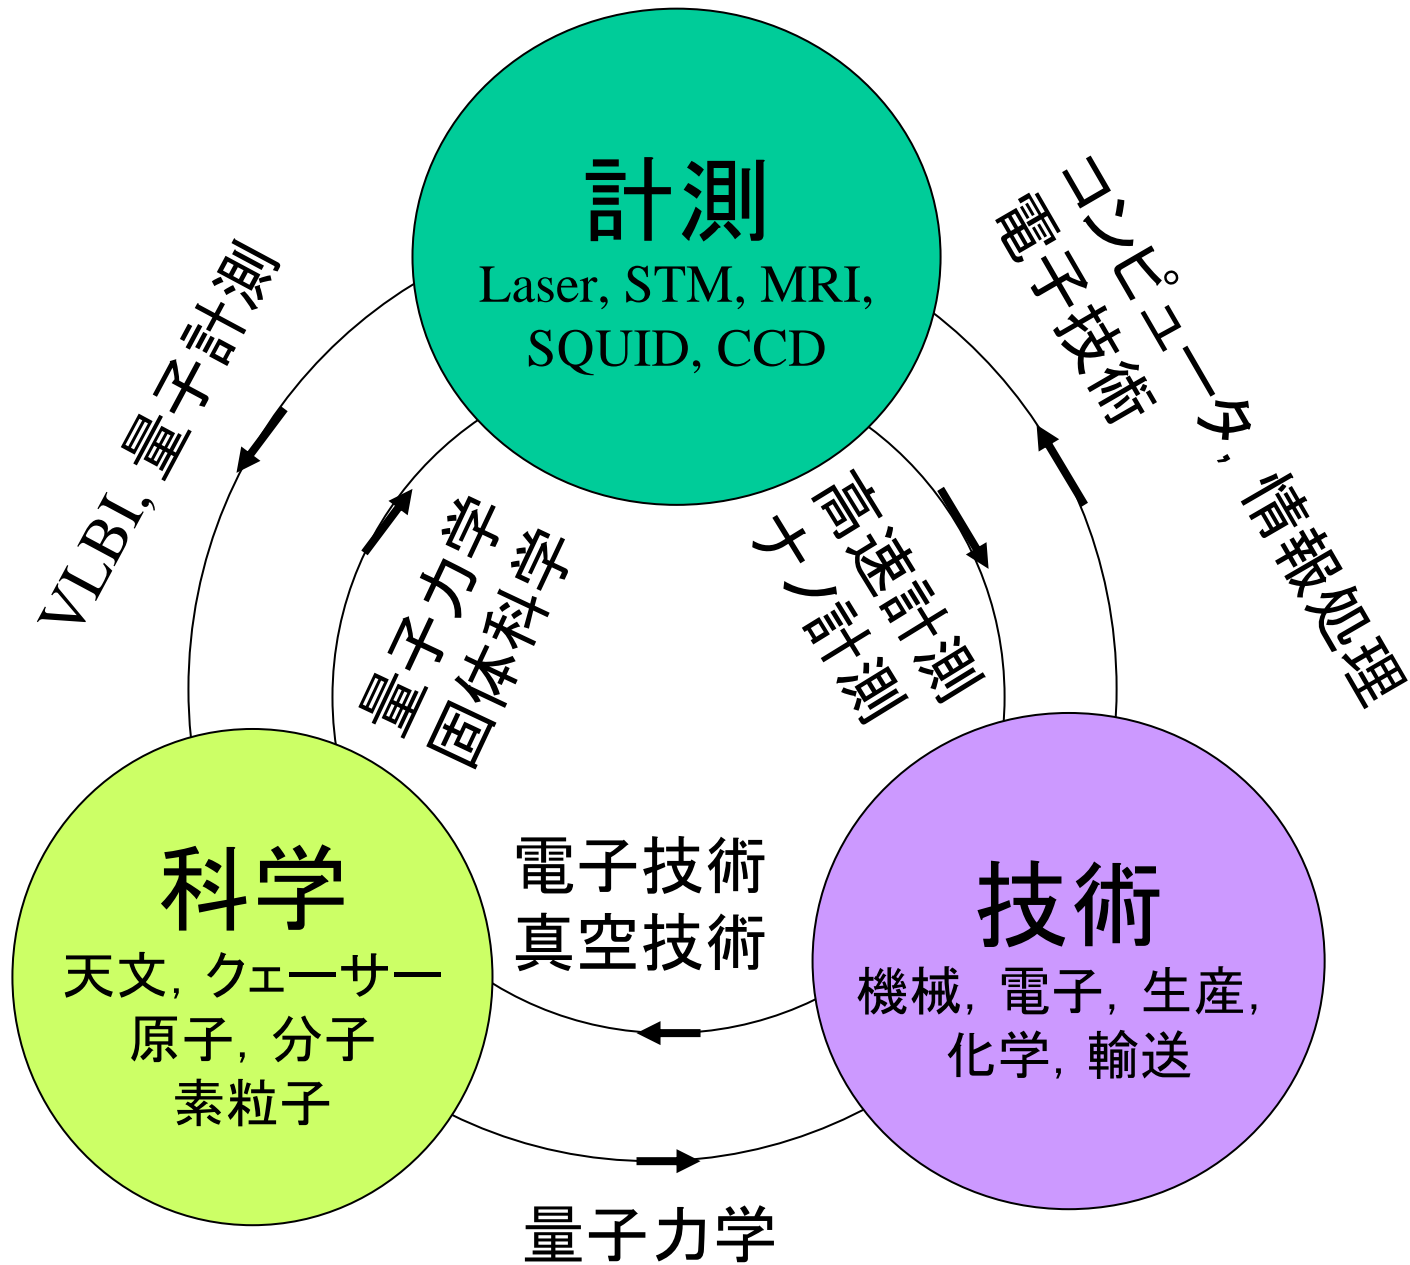 計測
Laser, STM, MRI,
SQUID, CCD
コンピュータ, 情報処理
電子技術
VLBI, 量子計測
量子力学
固体科学
高速計測
ナノ計測
科学
天文, クェーサー
原子, 分子
素粒子
電子技術
真空技術
技術
機械, 電子, 生産,
化学, 輸送
量子力学